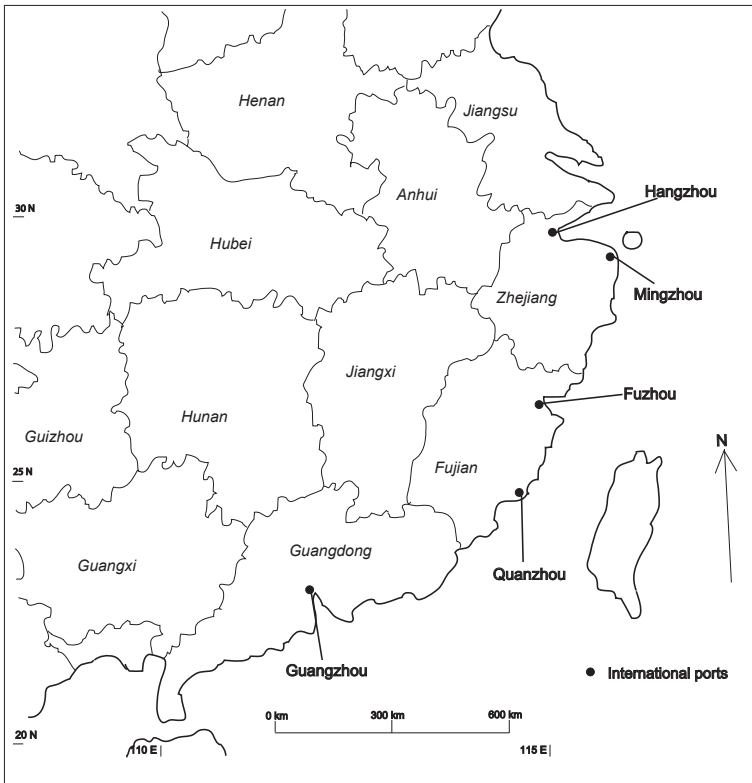 Henan
Jiangsu
Anhui
Hangzhou
30 N
Hubei
Zhejiang
Mingzhou
Jiangxi
Fuzhou
Hunan
Guizhou
N
Fujian
25 N
Guangdong
Guangxi
Quanzhou
Guangzhou
International ports
0 km
300 km
600 km
20 N
110 E
115 E